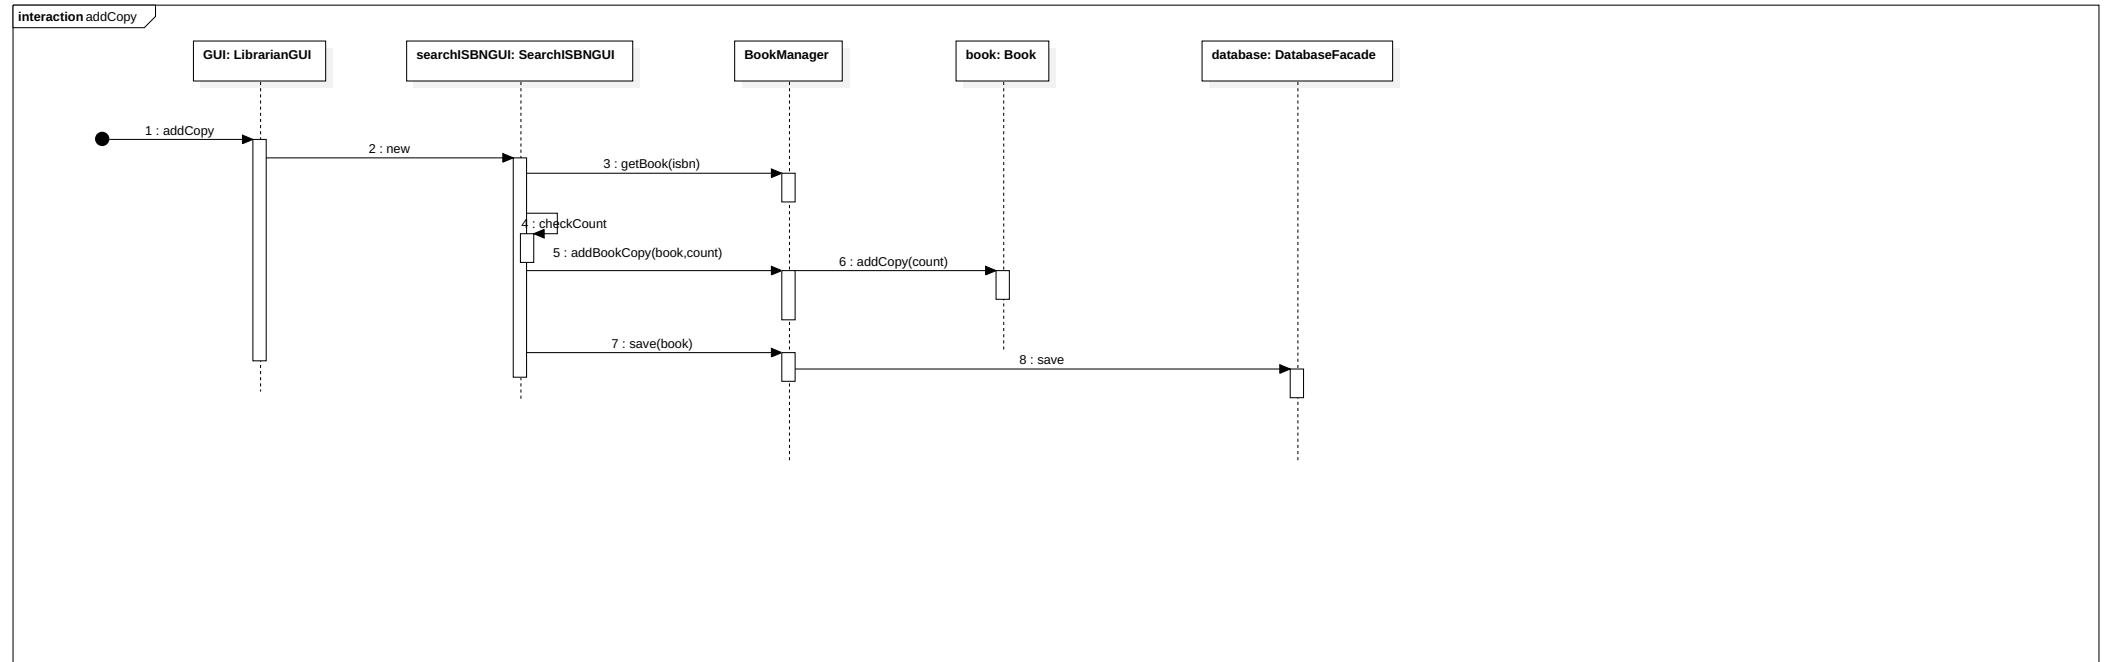 interaction addCopy
GUI: LibrarianGUI
searchISBNGUI: SearchISBNGUI
BookManager
book: Book
database: DatabaseFacade
1 : addCopy
2 : new
3 : getBook(isbn)
4 : checkCount
5 : addBookCopy(book,count)
6 : addCopy(count)
7 : save(book)
8 : save